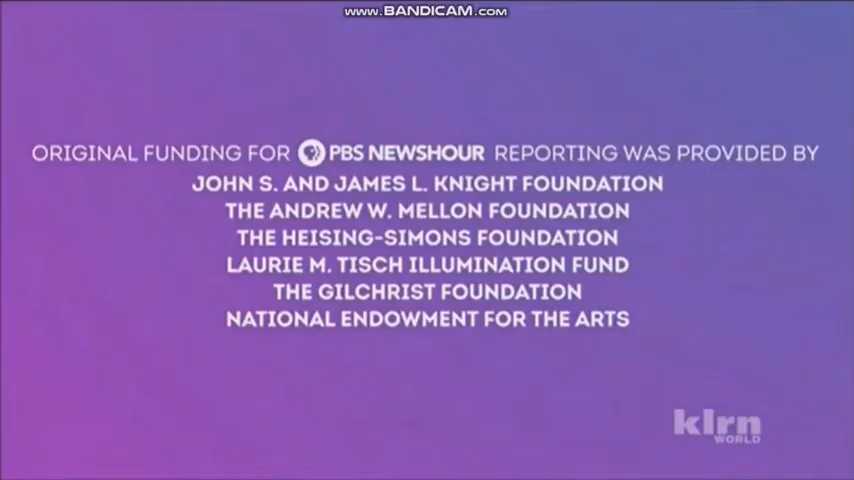 www.BANDICAM.com
ORIGINAL FUNDING FOR PBS NEWSHOUR REPORTING WAS PROVIDED BY
JOHN S. AND JAMES L. KNIGHT FOUNDATION
THE ANDREW W. MELLON FOUNDATION
THE HEISING-SIMONS FOUNDATION
LAURIE M. TISCH ILLUMINATION FUND
THE GILCHRIST FOUNDATION
NATIONAL ENDOWMENT FOR THE ARTS
klrn
WORLD